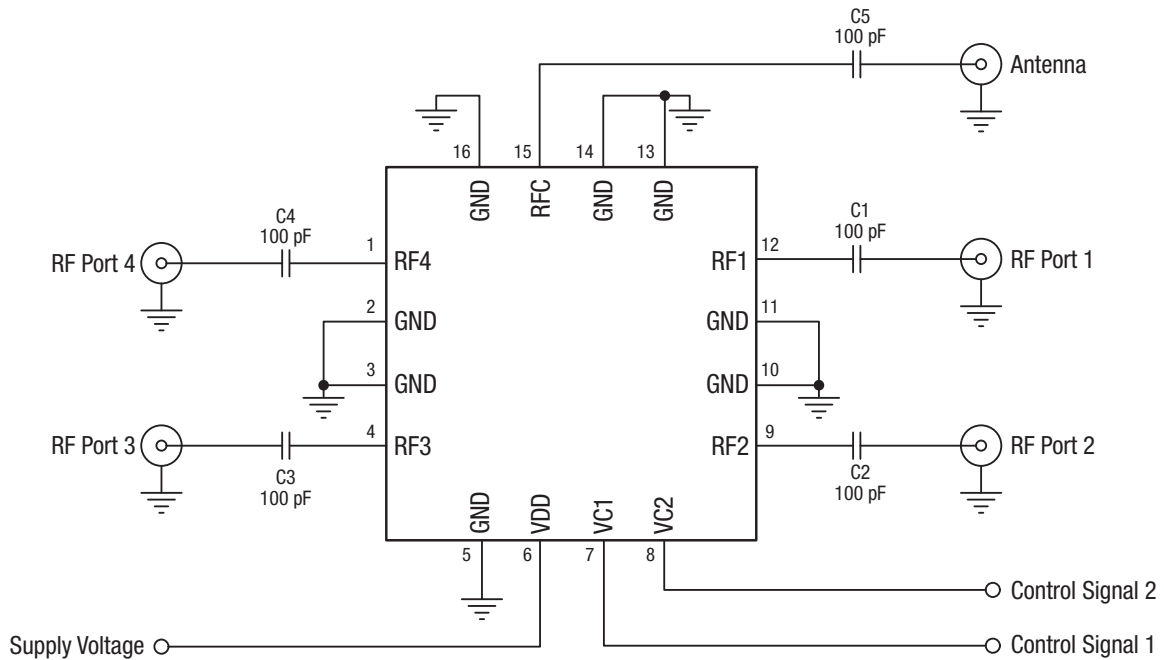 C5
100 pF
Antenna
16
15
14
13
GND
RFC
GND
GND
C4
100 pF
C1
100 pF
RF Port 4
1
RF4
RF1
12
RF Port 1
2
GND
GND
11
3
GND
GND
10
RF Port 3
4
RF3
RF2
9
RF Port 2
C3
100 pF
C2
100 pF
GND
VDD
VC1
VC2
5
6
7
8
Control Signal 2
Supply Voltage
Control Signal 1